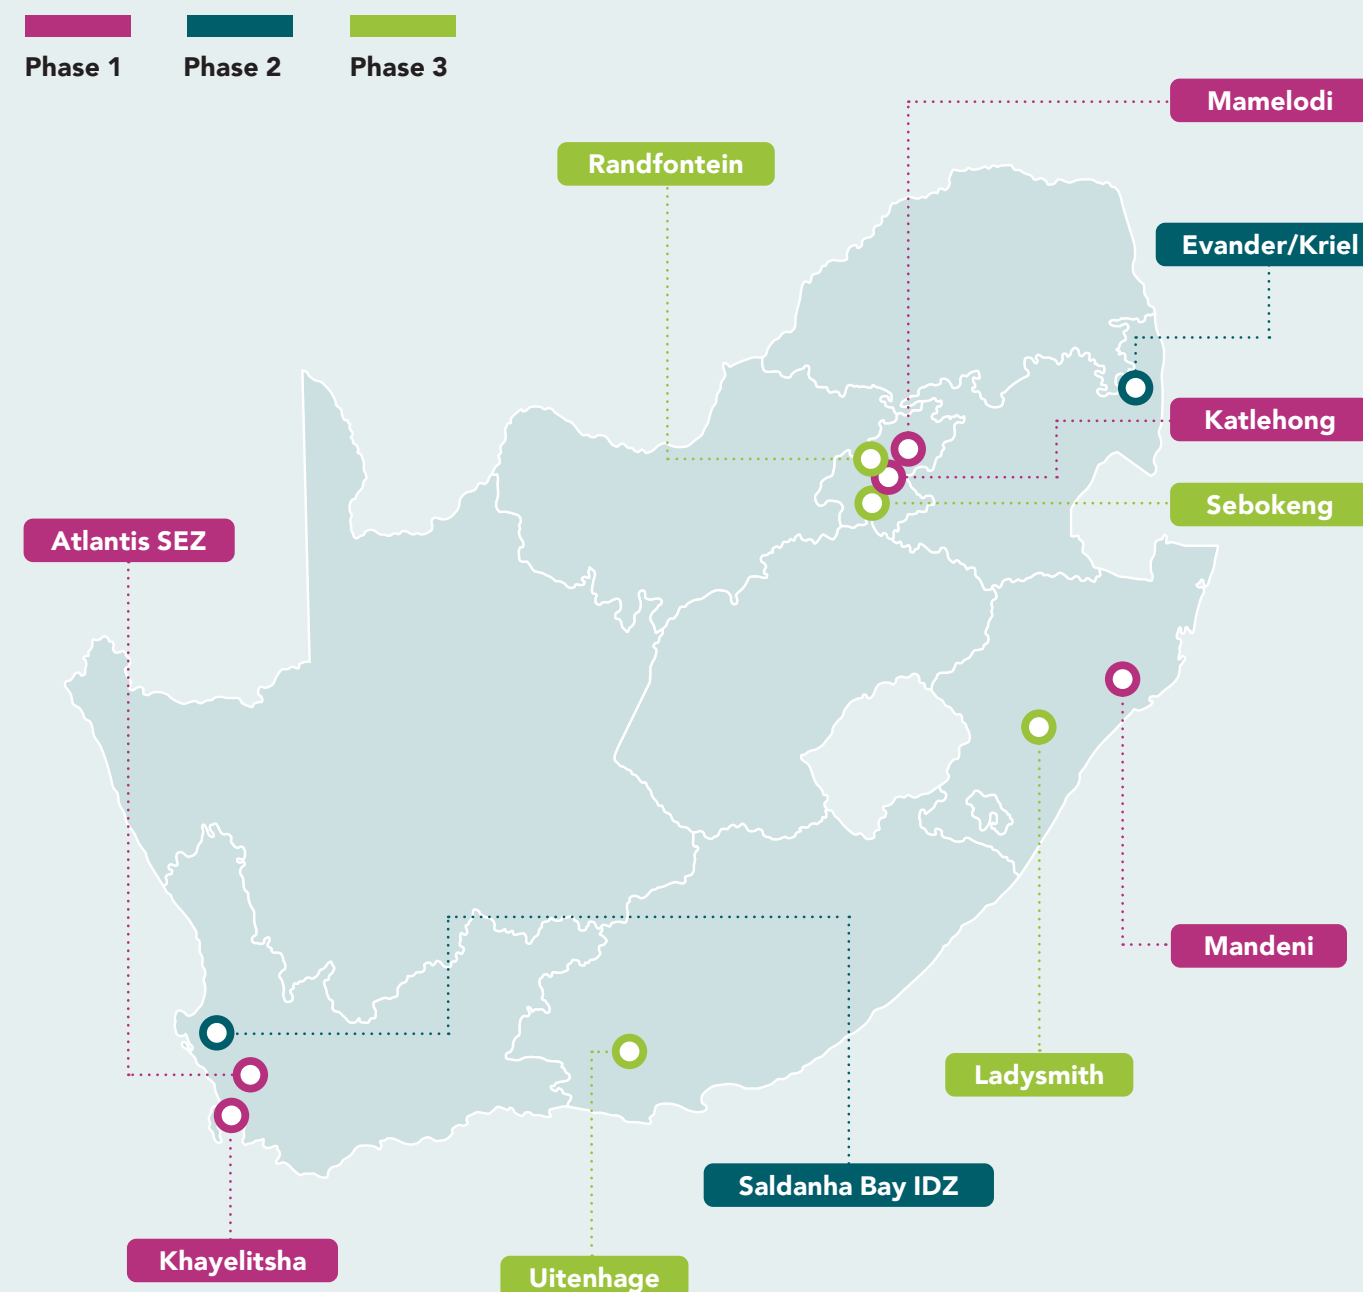 Phase 1
Phase 2
Phase 3
Mamelodi
Randfontein
Evander/Kriel
Katlehong
Sebokeng
Atlantis SEZ
Mandeni
Ladysmith
Saldanha Bay IDZ
Khayelitsha
Uitenhage